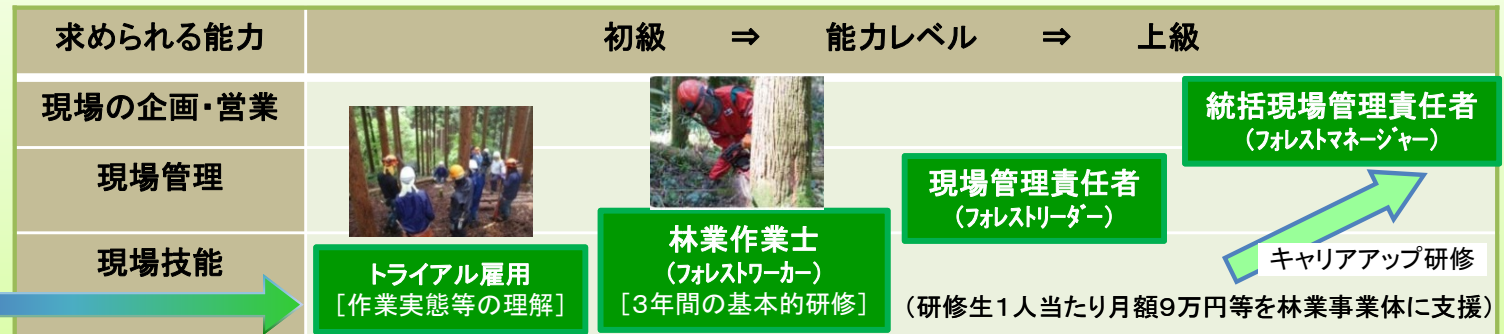 求められる能力
初級 ⇒ 能力レベル ⇒ 上級
現場の企画・営業
統括現場管理責任者
（フォレストマネージャー）
現場管理
現場管理責任者
（フォレストリーダー）
現場技能
トライアル雇用
［作業実態等の理解］
林業作業士
（フォレストワーカー）
［３年間の基本的研修］
キャリアアップ研修
（研修生１人当たり月額９万円等を林業事業体に支援）